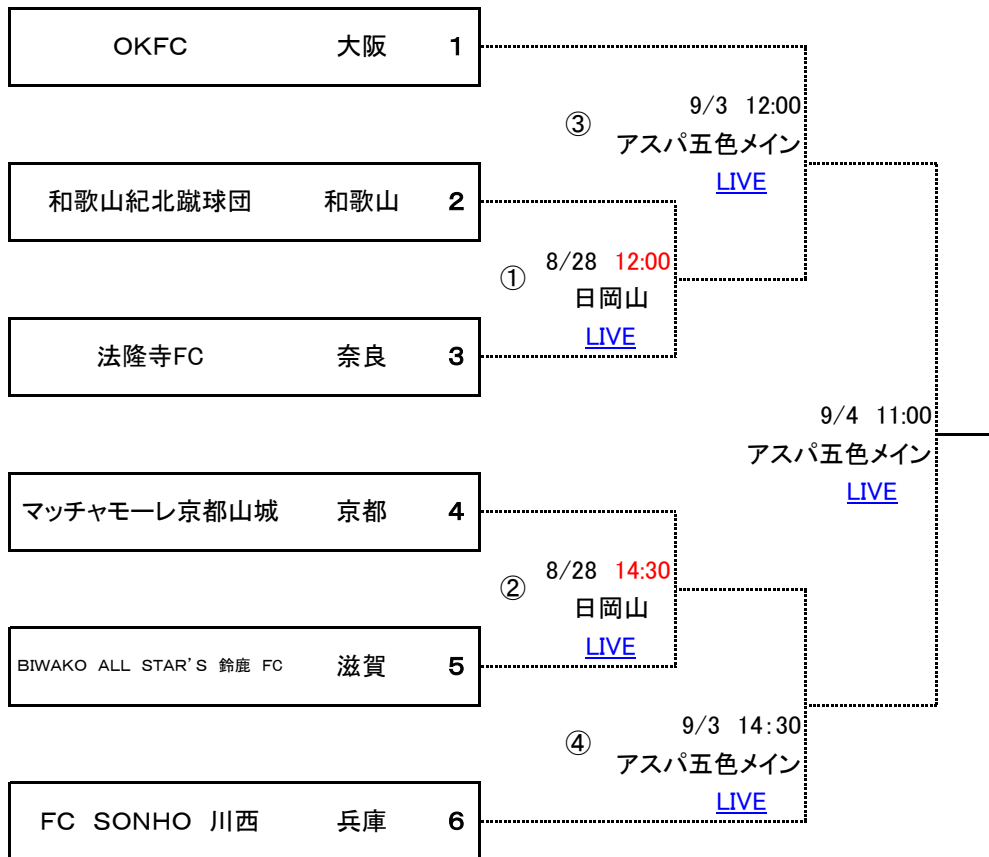 OKFC 大阪 1
③
9/3 12:00
アスパ五色メイン
LIVE
和歌山紀北蹴球団 和歌山 2
①
8/28 12:00
日岡山
LIVE
法隆寺FC 奈良 3
9/4 11:00
アスパ五色メイン
LIVE
マッチャモーレ京都山城 京都 4
②
8/28 14:30
日岡山
LIVE
BIWAKO ALL STAR'S 鈴鹿 FC 滋賀 5
④
9/3 14:30
アスパ五色メイン
LIVE
FC SONHO 川西 兵庫 6